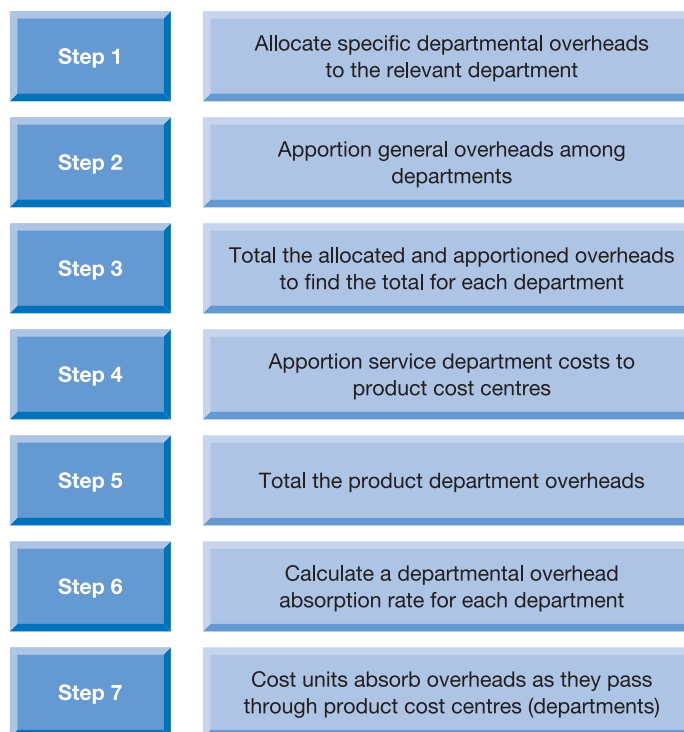 Step 1
Allocate specific departmental overheads
to the relevant department
Step 2
Apportion general overheads among
departments
Step 3
Total the allocated and apportioned overheads
to find the total for each department
Step 4
Apportion service department costs to
product cost centres
Step 5
Total the product department overheads
Step 6
Calculate a departmental overhead
absorption rate for each department
Step 7
Cost units absorb overheads as they pass
through product cost centres (departments)